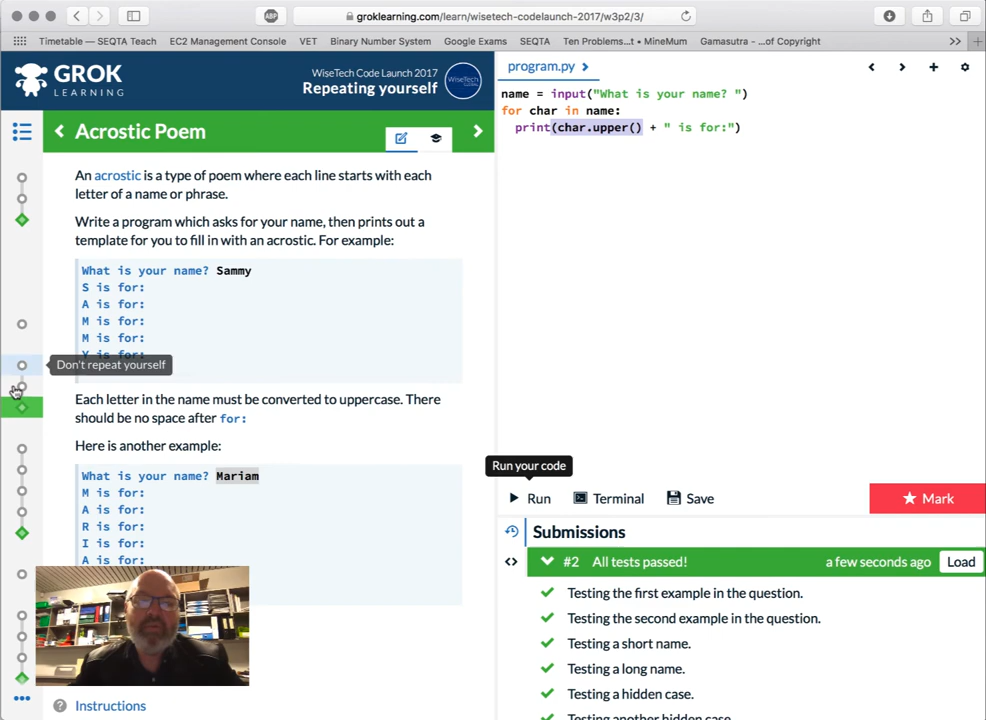 groklearning.com/learn/wisetech-codelaunch-2017/w3p2/3/
ABP
Timetable — SEQTA Teach
EC2 Management Console
VET
Binary Number System
Google Exams
SEQTA
Ten Problems...t • MineMum
Gamasutra - ...of Copyright
GROK
LEARNING
WiseTech Code Launch 2017
Repeating yourself
WiseTech
Acrostic Poem
An acrostic is a type of poem where each line starts with each
letter of a name or phrase.
Write a program which asks for your name, then prints out a
template for you to fill in with an acrostic. For example:
What is your name? Sammy
S is for:
A is for:
M is for:
M is for:
Y is for:
Don't repeat yourself
Each letter in the name must be converted to uppercase. There
should be no space after for:
Here is another example:
What is your name? Mariam
M is for:
A is for:
R is for:
I is for:
A is for:
Instructions
program.py
name = input("What is your name? ")
for char in name:
print(char.upper() + " is for:")
Run your code
Run
Terminal
Save
Mark
Submissions
#2 All tests passed!
a few seconds ago
Load
Testing the first example in the question.
Testing the second example in the question.
Testing a short name.
Testing a long name.
Testing a hidden case.
Testing another hidden case.